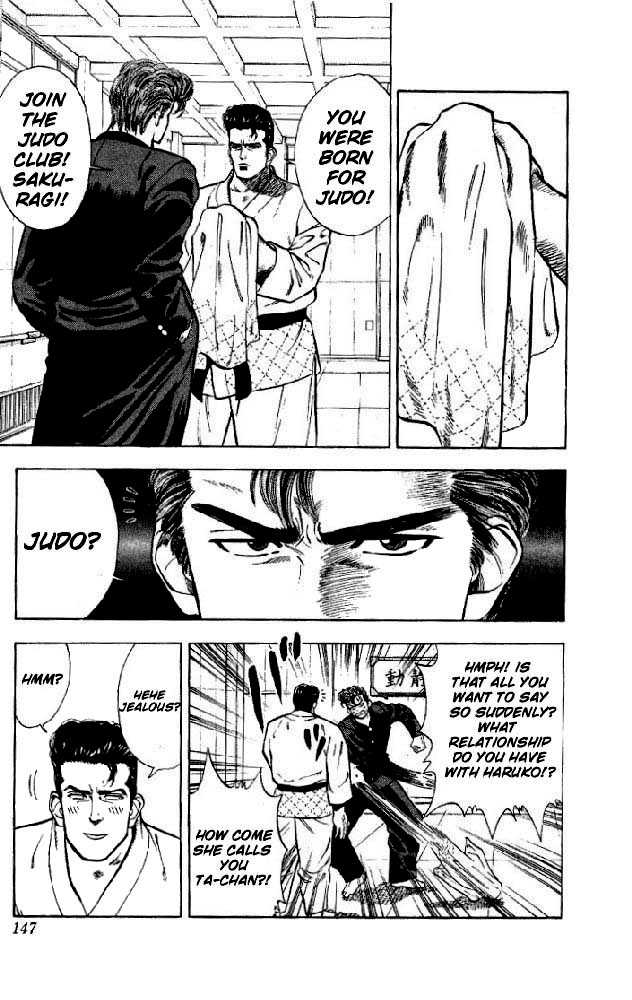 YOU
WERE
BORN
FOR
JUDO!
JOIN
THE
JUDO
CLUB!
SAKU-
RAGI!
JUDO?
HMPH! IS
THAT ALL YOU
WANT TO SAY
SO SUDDENLY?
WHAT
RELATIONSHIP
DO YOU HAVE
WITH HARUKO!?
動
HOW COME
SHE CALLS
YOU
TA-CHAN?!
HEHE
JEALOUS?
HMM?
147